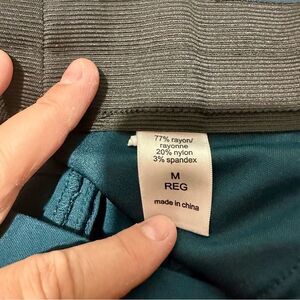 77% rayon/
rayonne
20% nylon
3% spandex
M
REG
made in china